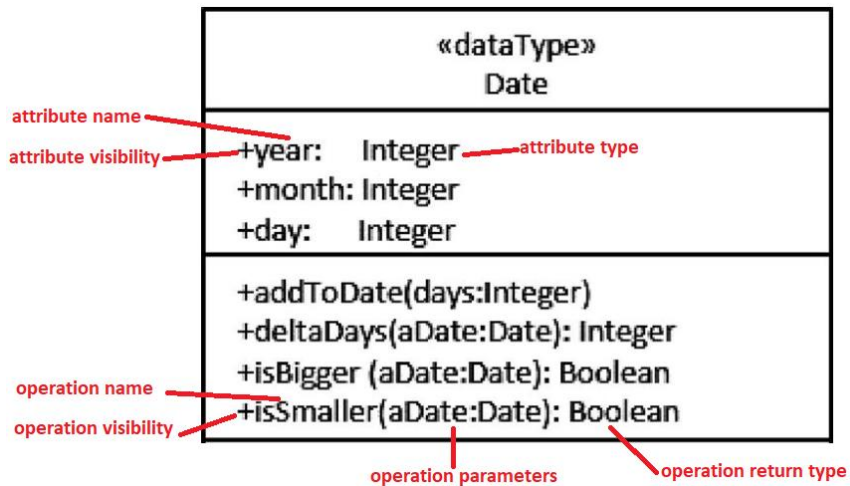 «dataType»
Date
attribute name
attribute visibility
+year: Integer
attribute type
+month: Integer
+day: Integer
+addToDate(days:Integer)
+deltaDays(aDate:Date): Integer
+isBigger (aDate:Date): Boolean
operation name
+isSmaller(aDate:Date): Boolean
operation visibility
operation parameters
operation return type